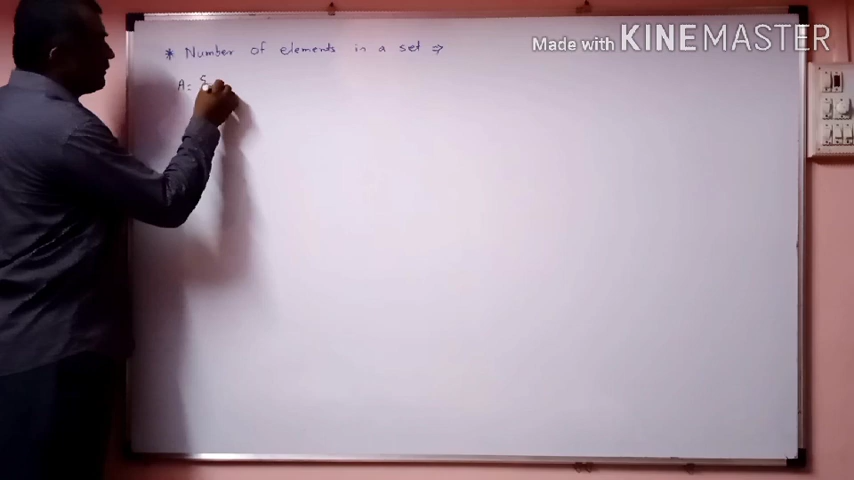 * Number of elements in a set ⇒
A = {
Made with KINEMASTER